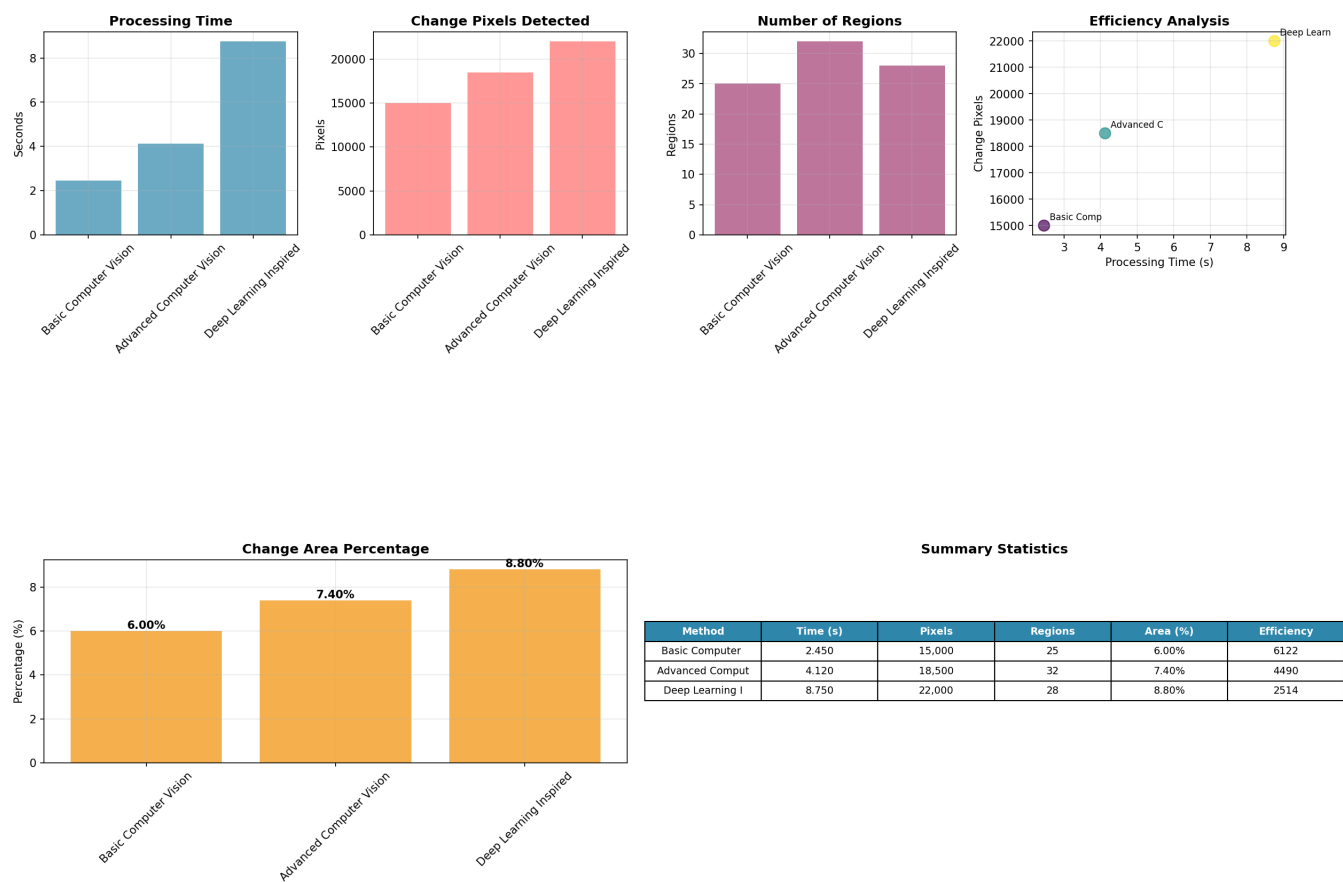 Processing Time
Seconds
8
6
4
2
0
Basic Computer Vision
Advanced Computer Vision
Deep Learning Inspired
Change Pixels Detected
Pixels
20000
15000
10000
5000
0
Basic Computer Vision
Advanced Computer Vision
Deep Learning Inspired
Number of Regions
Regions
30
25
20
15
10
5
0
Basic Computer Vision
Advanced Computer Vision
Deep Learning Inspired
Efficiency Analysis
Change Pixels
22000
21000
20000
19000
18000
17000
16000
15000
Deep Learn
Advanced C
Basic Comp
3 4 5 6 7 8 9
Processing Time (s)
Change Area Percentage
Percentage (%)
8
6
4
2
0
6.00%
7.40%
8.80%
Basic Computer Vision
Advanced Computer Vision
Deep Learning Inspired
Summary Statistics
Method Time (s) Pixels Regions Area (%) Efficiency
Basic Computer 2.450 15,000 25 6.00% 6122
Advanced Comput 4.120 18,500 32 7.40% 4490
Deep Learning I 8.750 22,000 28 8.80% 2514